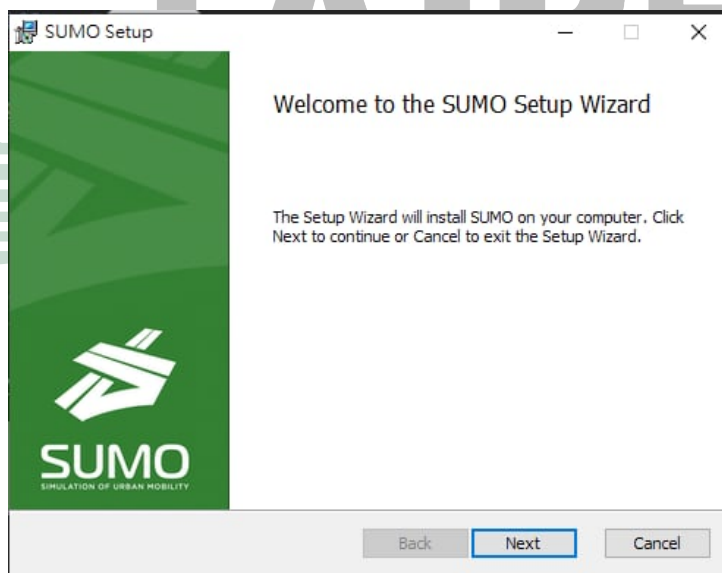 SUMO Setup
Welcome to the SUMO Setup Wizard
The Setup Wizard will install SUMO on your computer. Click
Next to continue or Cancel to exit the Setup Wizard.
SUMO
SIMULATION OF URBAN MOBILITY
Back
Next
Cancel